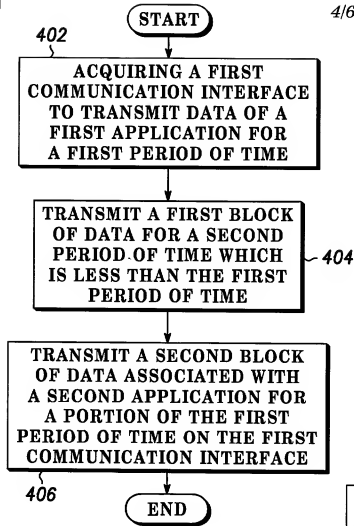 START
4/6
402
ACQUIRING A FIRST
COMMUNICATION INTERFACE
TO TRANSMIT DATA OF A
FIRST APPLICATION FOR
A FIRST PERIOD OF TIME
TRANSMIT A FIRST BLOCK
OF DATA FOR A SECOND
PERIOD OF TIME WHICH
IS LESS THAN THE FIRST
PERIOD OF TIME
404
TRANSMIT A SECOND BLOCK
OF DATA ASSOCIATED WITH
A SECOND APPLICATION FOR
A PORTION OF THE FIRST
PERIOD OF TIME ON THE FIRST
COMMUNICATION INTERFACE
406
END